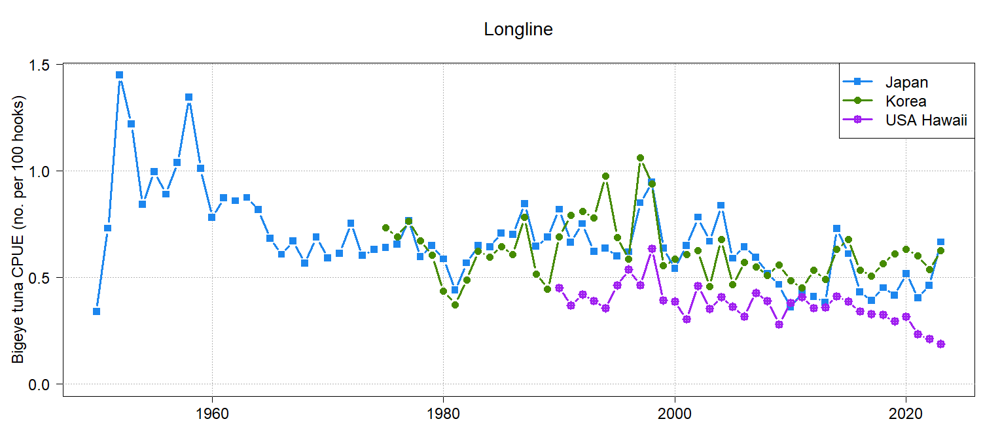 Longline
Bigeye tuna CPUE (no. per 100 hooks)
1.5
1.0
0.5
0.0
1960
1980
2000
2020
Japan
Korea
USA Hawaii